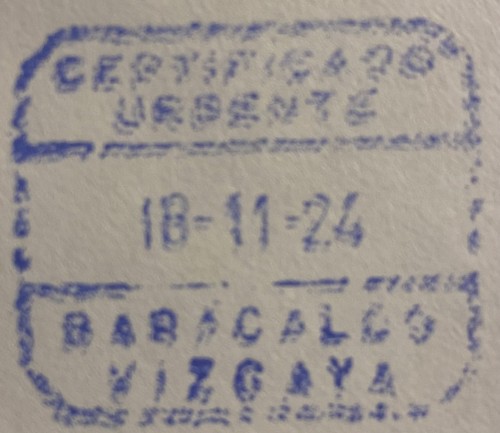 CERTIFICADO
URGENTE
18-11-24
BARACALDO
VIZCAYA